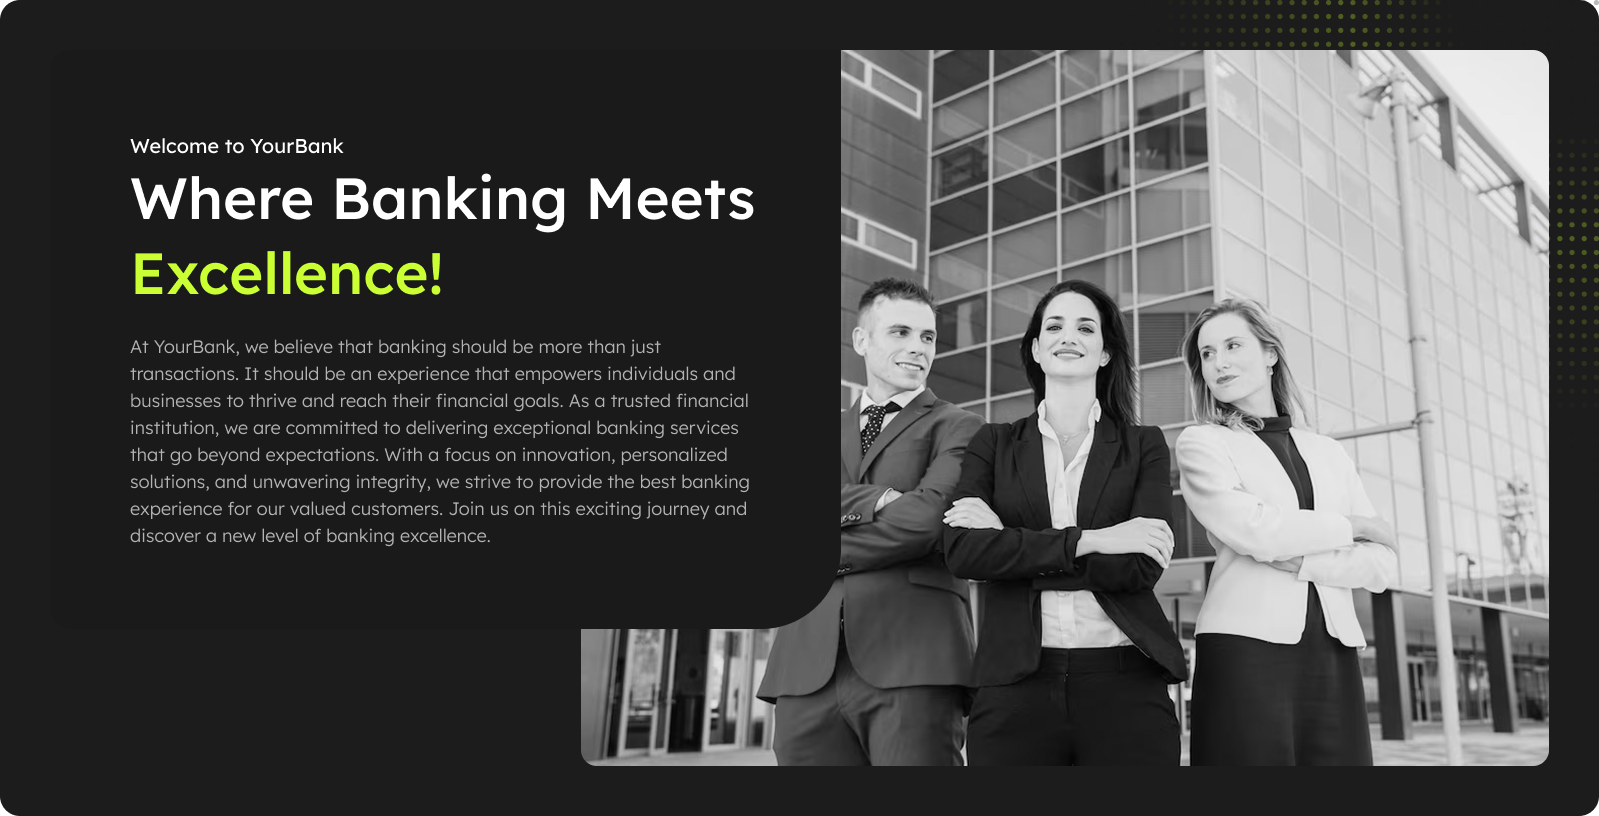 Welcome to YourBank
Where Banking Meets
Excellence!
At YourBank, we believe that banking should be more than just
transactions. It should be an experience that empowers individuals and
businesses to thrive and reach their financial goals. As a trusted financial
institution, we are committed to delivering exceptional banking services
that go beyond expectations. With a focus on innovation, personalized
solutions, and unwavering integrity, we strive to provide the best banking
experience for our valued customers. Join us on this exciting journey and
discover a new level of banking excellence.